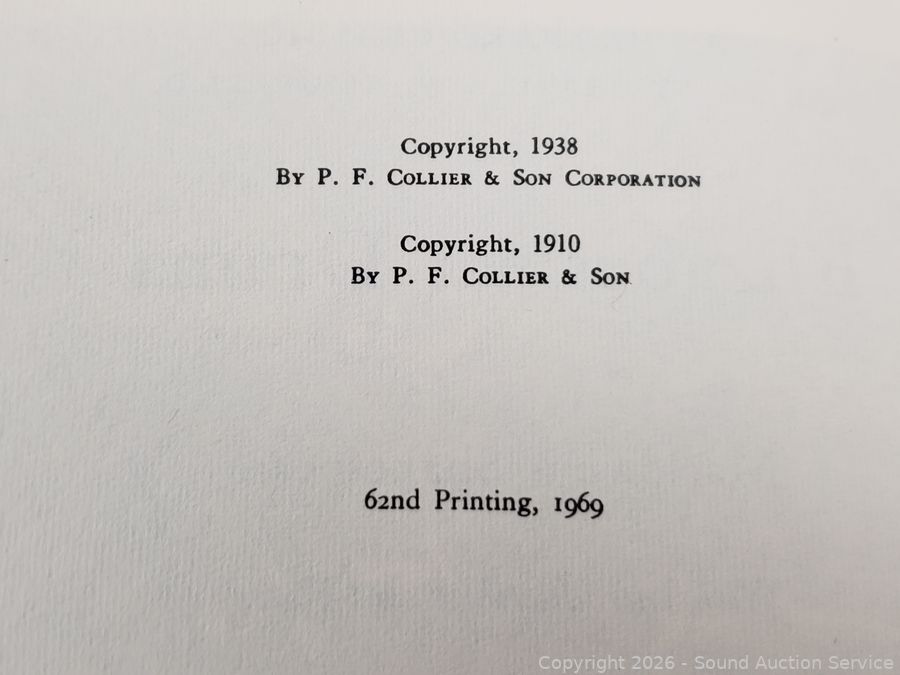 Copyright, 1938
By P. F. Collier & Son Corporation
Copyright, 1910
By P. F. Collier & Son
62nd Printing, 1969
Copyright 2026 - Sound Auction Service